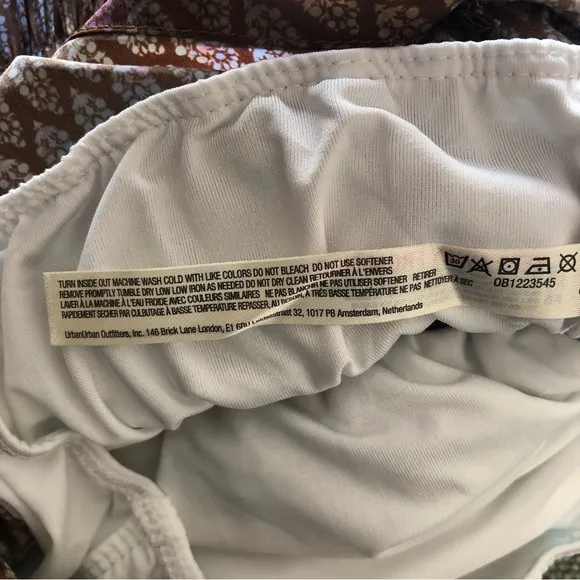 TURN INSIDE OUT MACHINE WASH COLD WITH LIKE COLORS DO NOT BLEACH DO NOT USE SOFTENER
REMOVE PROMPTLY TUMBLE DRY LOW LOW IRON AS NEEDED DO NOT DRY CLEAN RETOURNER À L'ENVERS
LAVER À LA MACHINE À L'EAU FROIDE AVEC COULEURS SIMILAIRES NE PAS BLANCHIR NE PAS UTILISER SOFTENER RETIRER
RAPIDEMENT SÉCHER PAR CULBUTAGE À BASSE TEMPÉRATURE REPASSER, AU BESOIN, À TRÈS BASSE TEMPÉRATURE NE PAS NETTOYER À SEC
UrbanUrban Outfitters, Inc. 146 Brick Lane London, E1 6RU 32, 1017 PB Amsterdam, Netherlands
30
OB1223545